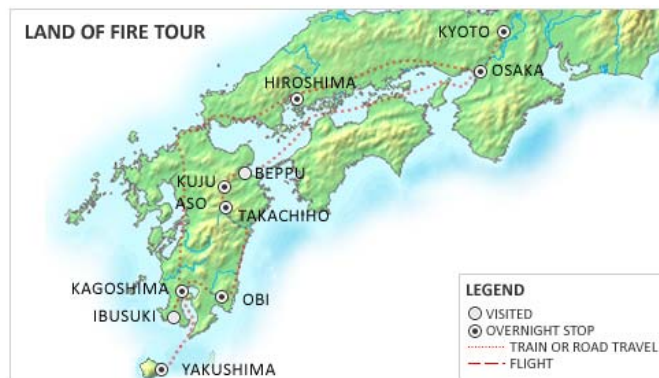 LAND OF FIRE TOUR
KYOTO
OSAKA
HIROSHIMA
BEPPU
KUJU
ASO
TAKACHIHO
KAGOSHIMA
OBI
IBUSUKI
YAKUSHIMA
LEGEND
VISITED
OVERNIGHT STOP
TRAIN OR ROAD TRAVEL
FLIGHT